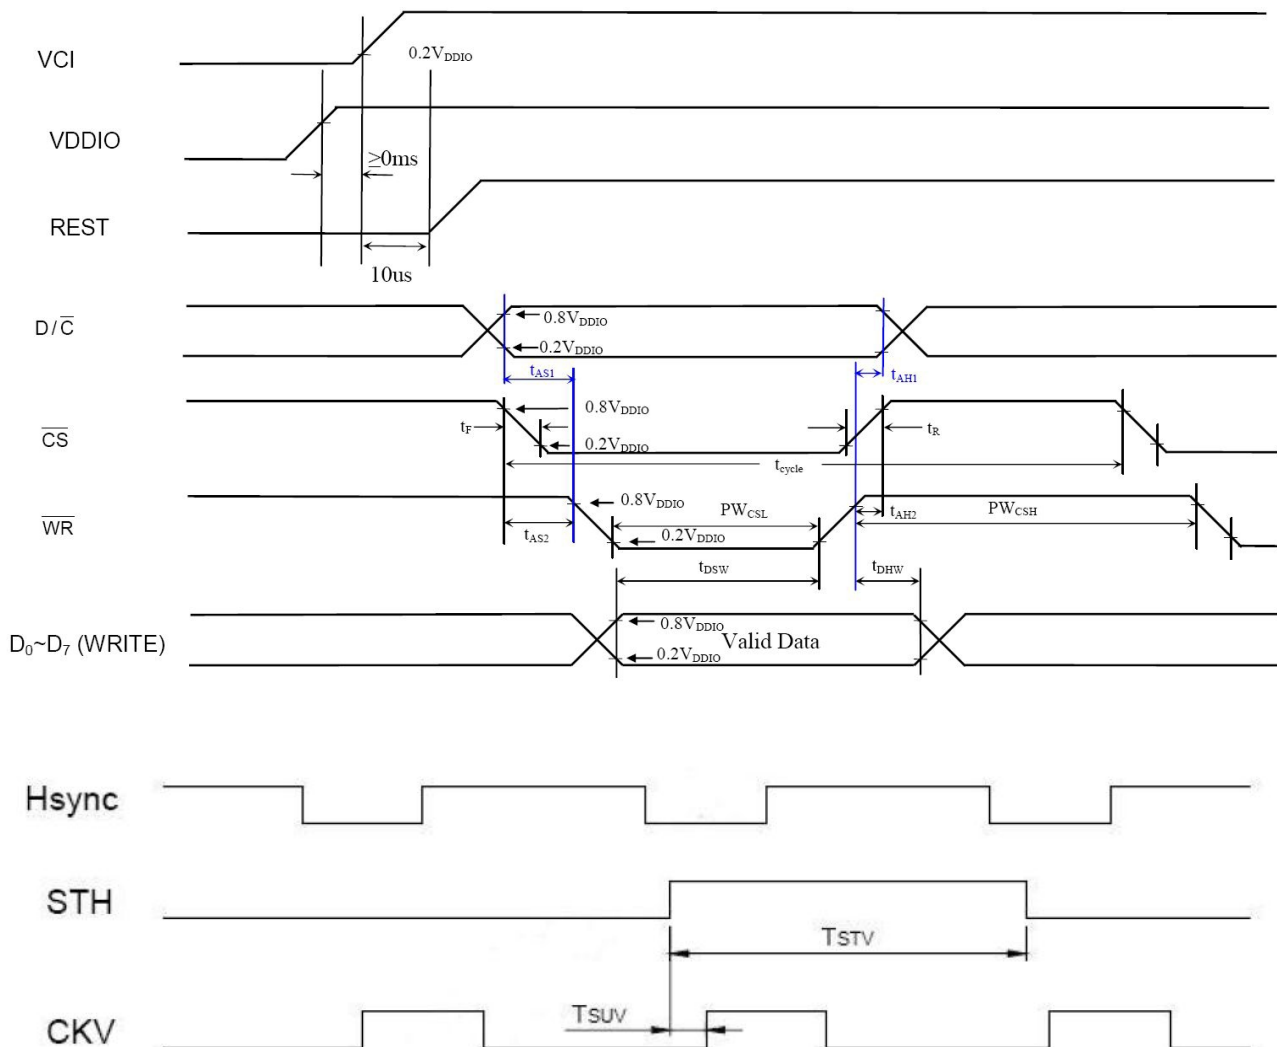 VCI
0.2VDDIO
VDDIO
≥0ms
REST
10us
D/C̅
0.8VDDIO
0.2VDDIO
tAS1
tAH1
C̅S̅
0.8VDDIO
tF
tR
0.2VDDIO
tcycle
W̅R̅
0.8VDDIO
PWCSL
PWCSH
tAS2
tAH2
0.2VDDIO
tDSW
tDHW
D0~D7 (WRITE)
0.8VDDIO
Valid Data
0.2VDDIO
Hsync
STH
TSTV
TSUV
CKV